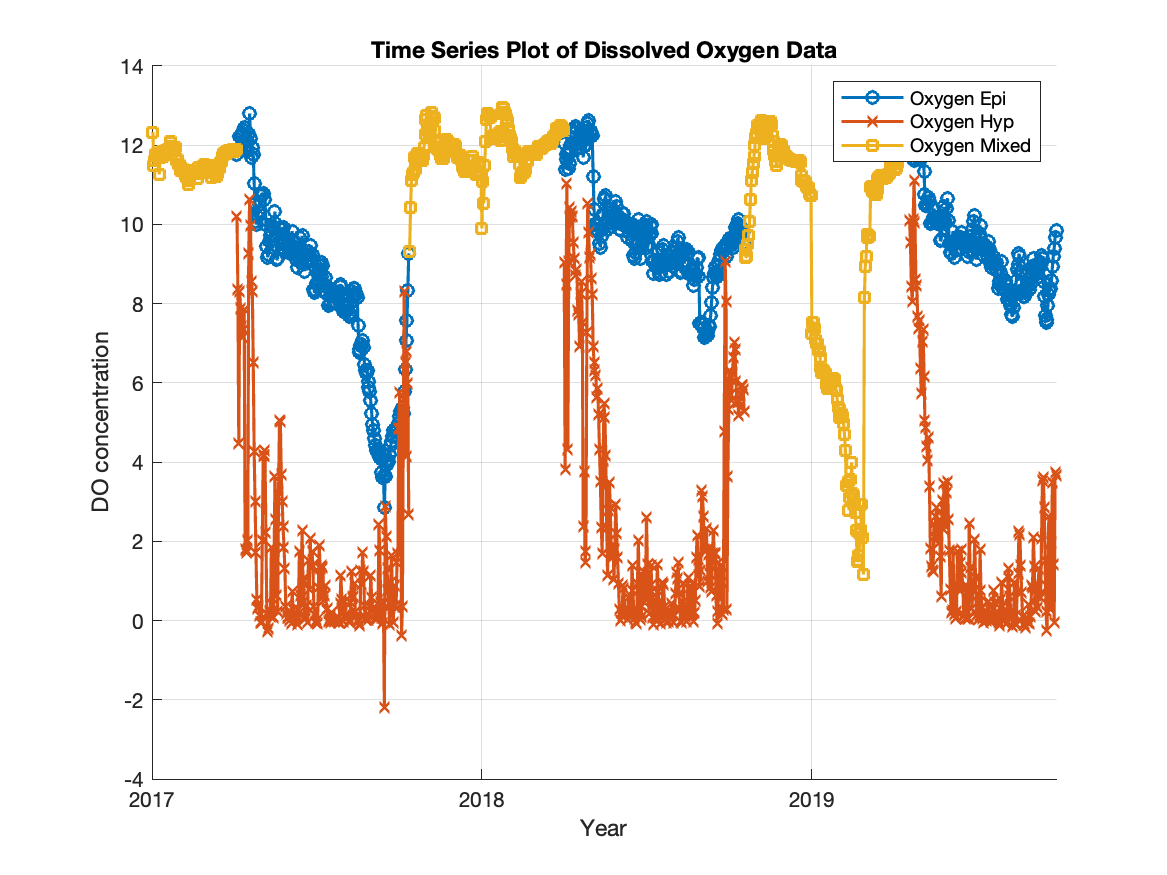 Time Series Plot of Dissolved Oxygen Data
14
12
10
8
6
4
2
0
-2
-4
DO concentration
2017
2018
2019
Year
Oxygen Epi
Oxygen Hyp
Oxygen Mixed